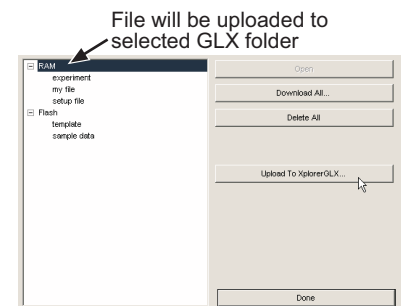 File will be uploaded to
selected GLX folder
RAM
experiment
my file
setup file
Flash
template
sample data
Open
Download All...
Delete All
Upload To XplorerGLX...
Done